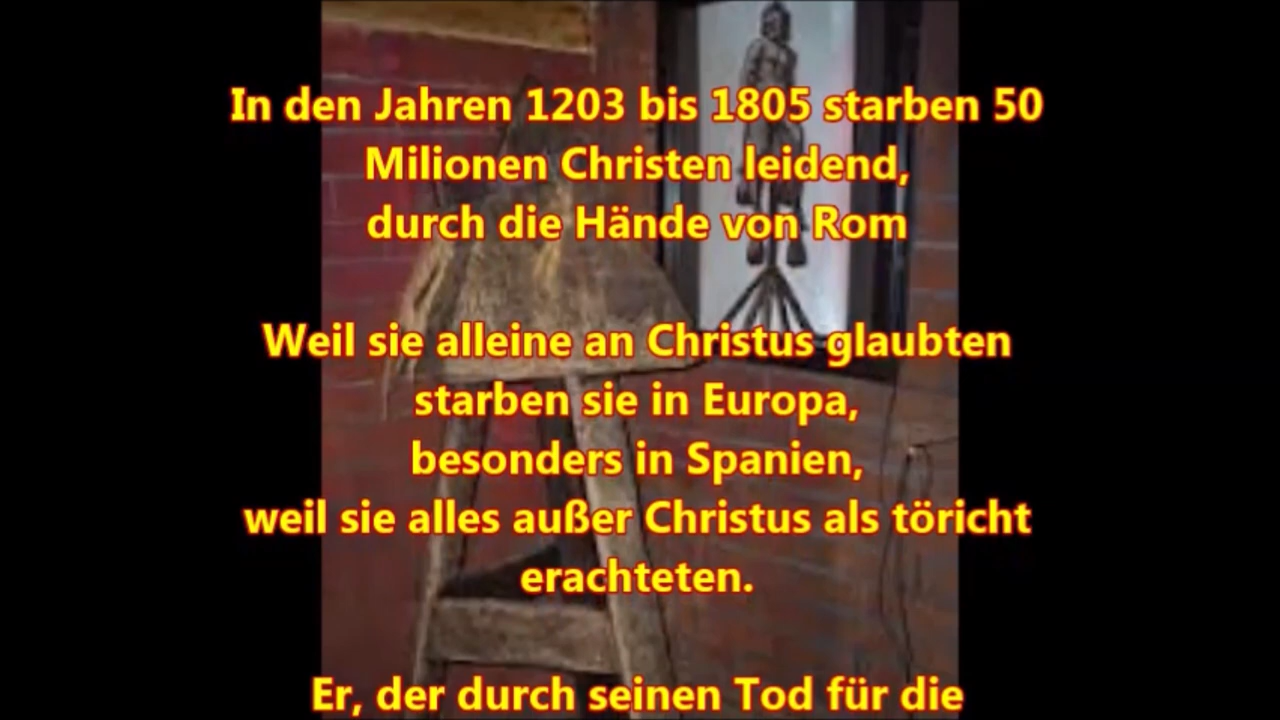 In den Jahren 1203 bis 1805 starben 50
Milionen Christen leidend,
durch die Hände von Rom
Weil sie alleine an Christus glaubten
starben sie in Europa,
besonders in Spanien,
weil sie alles außer Christus als töricht
erachteten.
Er, der durch seinen Tod für die